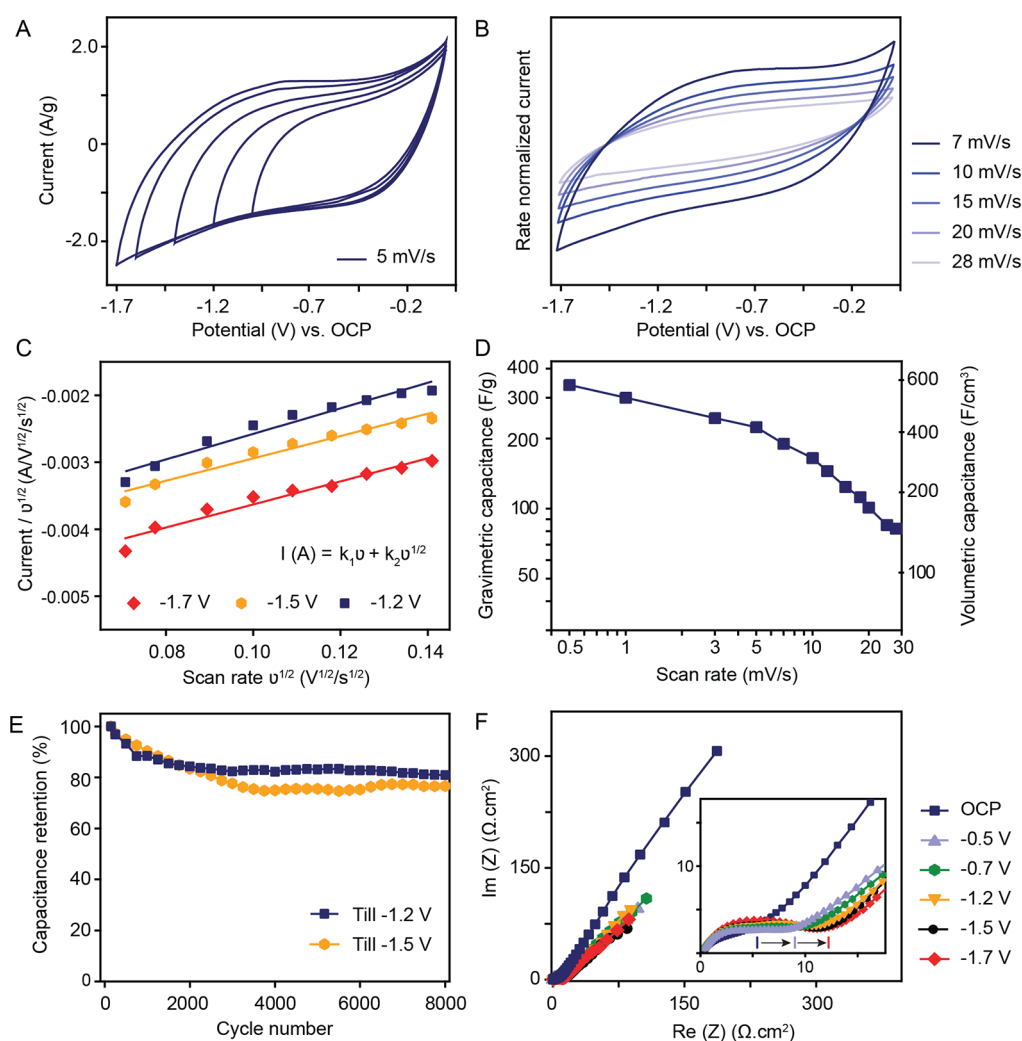 A
Current (A/g)
2.0
0
-2.0
5 mV/s
-1.7
-1.2
-0.7
-0.2
Potential (V) vs. OCP
B
Rate normalized current
-1.7
-1.2
-0.7
-0.2
Potential (V) vs. OCP
7 mV/s
10 mV/s
15 mV/s
20 mV/s
28 mV/s
C
Current / υ^1/2 (A/V^1/2/s^1/2)
-0.002
-0.003
-0.004
-0.005
I (A) = k₁υ + k₂υ^1/2
-1.7 V
-1.5 V
-1.2 V
0.08
0.10
0.12
0.14
Scan rate υ^1/2 (V^1/2/s^1/2)
D
Gravimetric capacitance (F/g)
400
300
200
100
50
Volumetric capacitance (F/cm³)
600
400
200
100
0.5
1
3
5
10
20
30
Scan rate (mV/s)
E
Capacitance retention (%)
100
80
60
40
20
0
Till -1.2 V
Till -1.5 V
0
2000
4000
6000
8000
Cycle number
F
Im (Z) (Ω.cm²)
300
150
0
10
0
10
0
150
300
Re (Z) (Ω.cm²)
OCP
-0.5 V
-0.7 V
-1.2 V
-1.5 V
-1.7 V